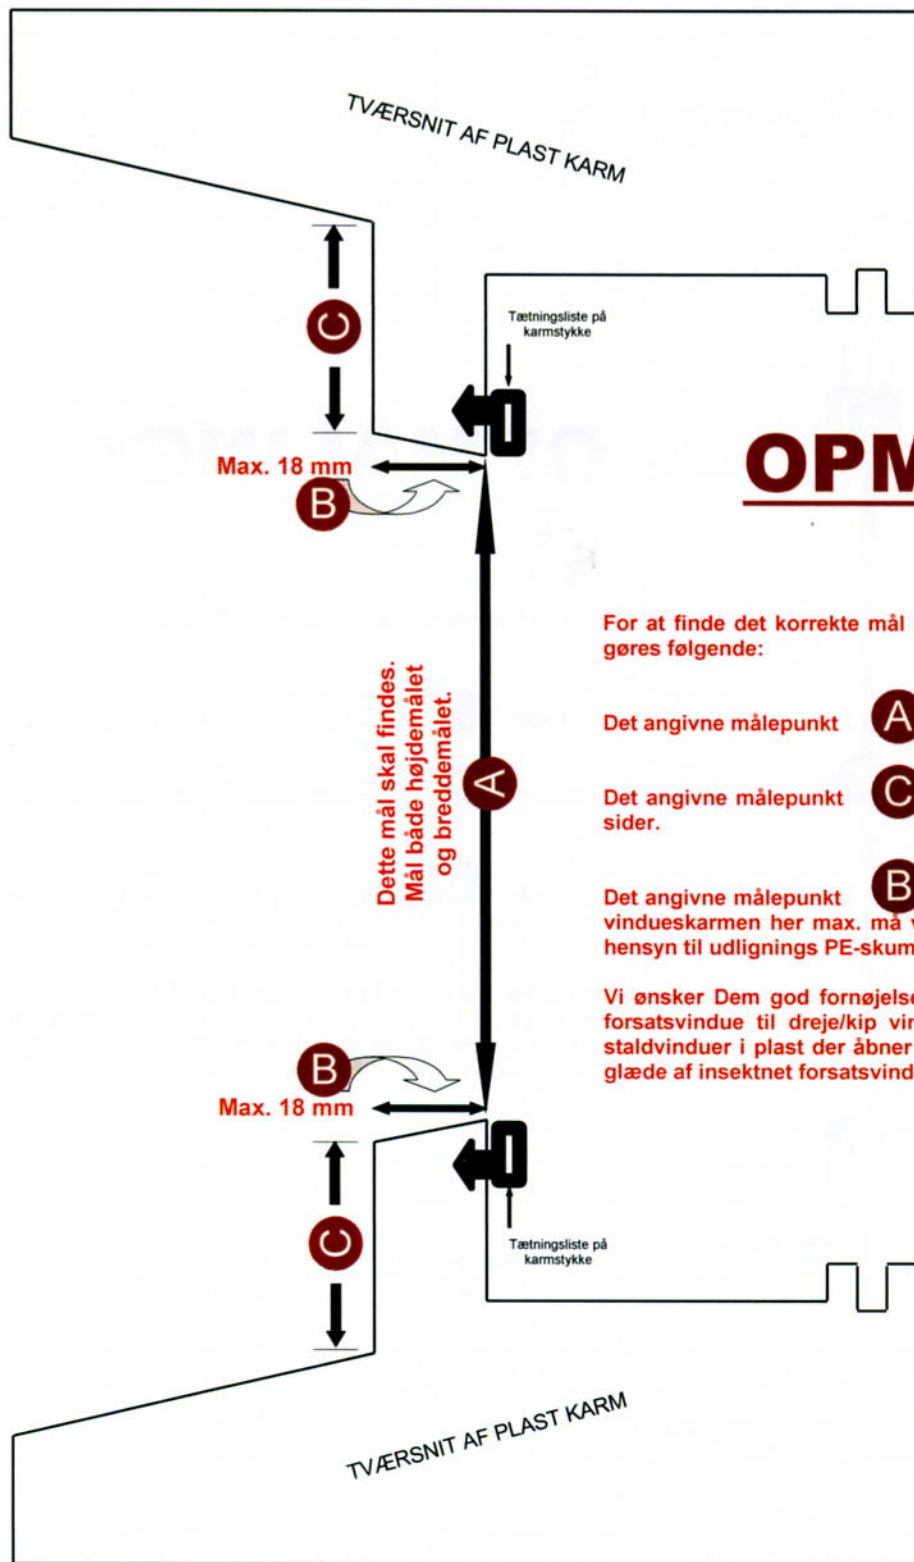 TVÆRSNIT AF PLAST KARM
Tætningsliste på
karmstykke
C
Max. 18 mm
B
OPM
Dette mål skal findes.
Mål både højdemålet
og breddemålet.
A
For at finde det korrekte mål
gøres følgende:
Det angivne målepunkt A
Det angivne målepunkt C
sider.
Det angivne målepunkt B
vindueskarmen her max. må v
hensyn til udlignings PE-skum
Vi ønsker Dem god fornøjelse
forsatsvindue til dreje/kip vin
staldvinduer i plast der åbner
glæde af insektnet forsatsvind
B
Max. 18 mm
C
Tætningsliste på
karmstykke
TVÆRSNIT AF PLAST KARM